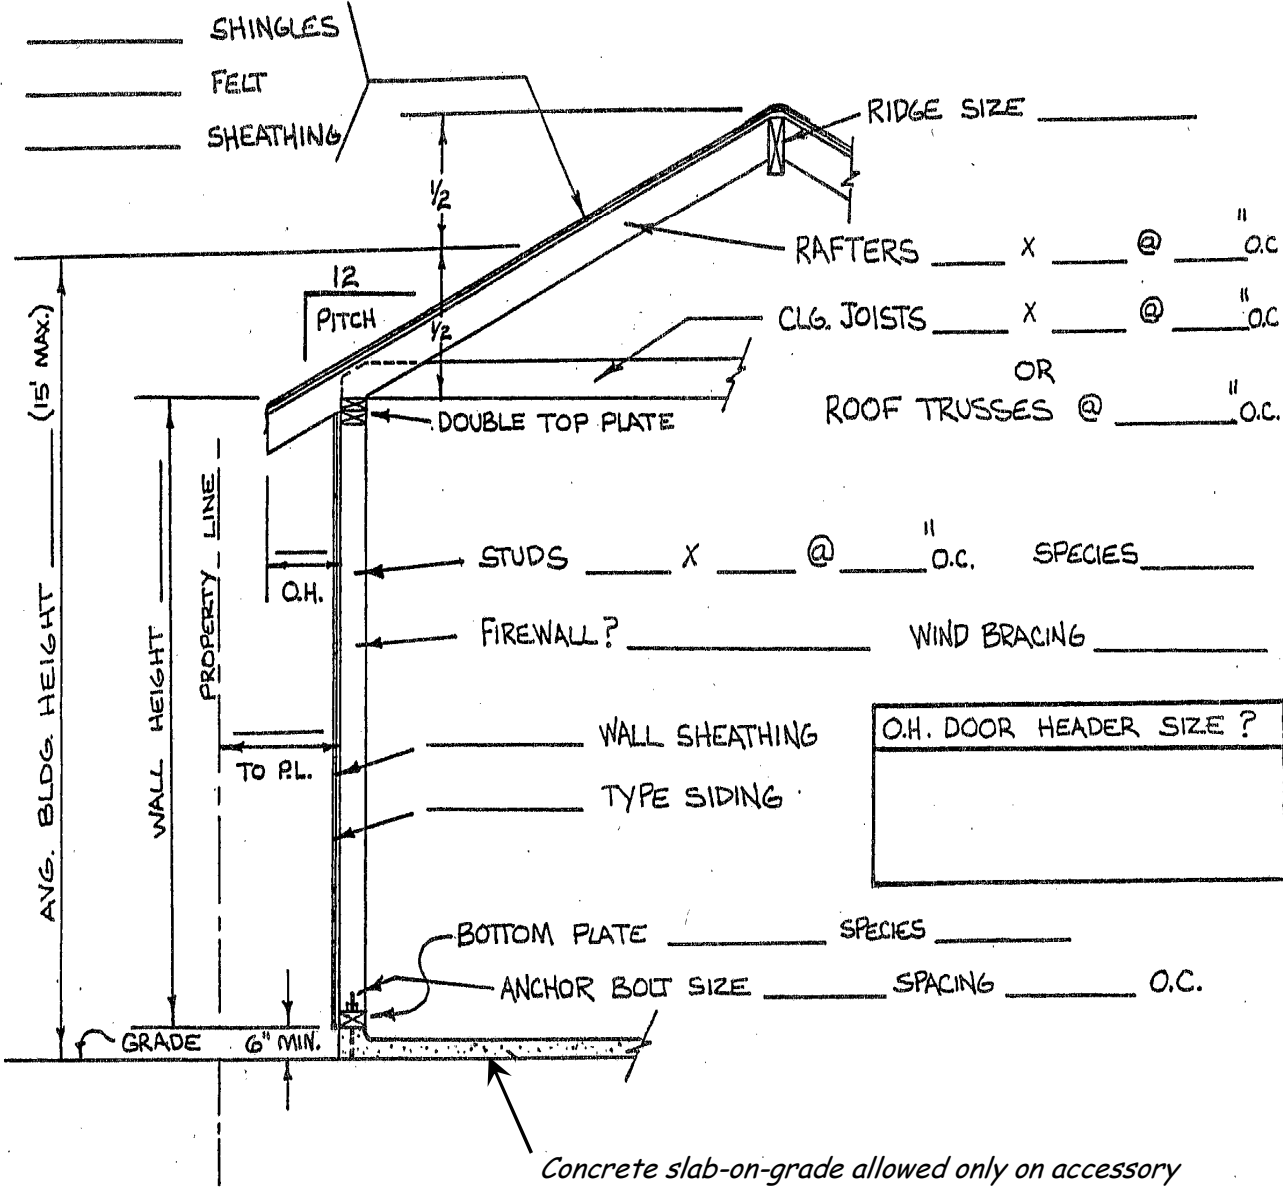 SHINGLES
FELT
SHEATHING
RIDGE SIZE
1/2
RAFTERS X @ " O.C
12
PITCH
1/2
CLG. JOISTS X @ " O.C
OR
ROOF TRUSSES @ " O.C.
DOUBLE TOP PLATE
AVG. BLDG. HEIGHT (15' MAX.)
WALL HEIGHT
PROPERTY LINE
O.H.
STUDS X @ " O.C. SPECIES
FIREWALL? WIND BRACING
WALL SHEATHING
O.H. DOOR HEADER SIZE ?
TO P.L.
TYPE SIDING
BOTTOM PLATE SPECIES
ANCHOR BOLT SIZE SPACING O.C.
GRADE 6" MIN.
Concrete slab-on-grade allowed only on accessory